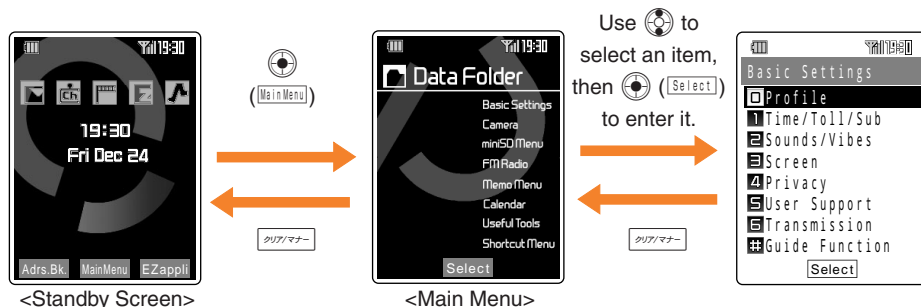 19:30
Ch
19:30
Fri Dec 24
Adrs.Bk. MainMenu EZappli
<Standby Screen>
(MainMenu)
クリア/マナー
19:30
Data Folder
Basic Settings
Camera
miniSD Menu
FM Radio
Memo Menu
Calendar
Useful Tools
Shortcut Menu
Select
<Main Menu>
Use to
select an item,
then (Select)
to enter it.
クリア/マナー
19:30
Basic Settings
0 Profile
1 Time/Toll/Sub
2 Sounds/Vibes
3 Screen
4 Privacy
5 User Support
6 Transmission
# Guide Function
Select